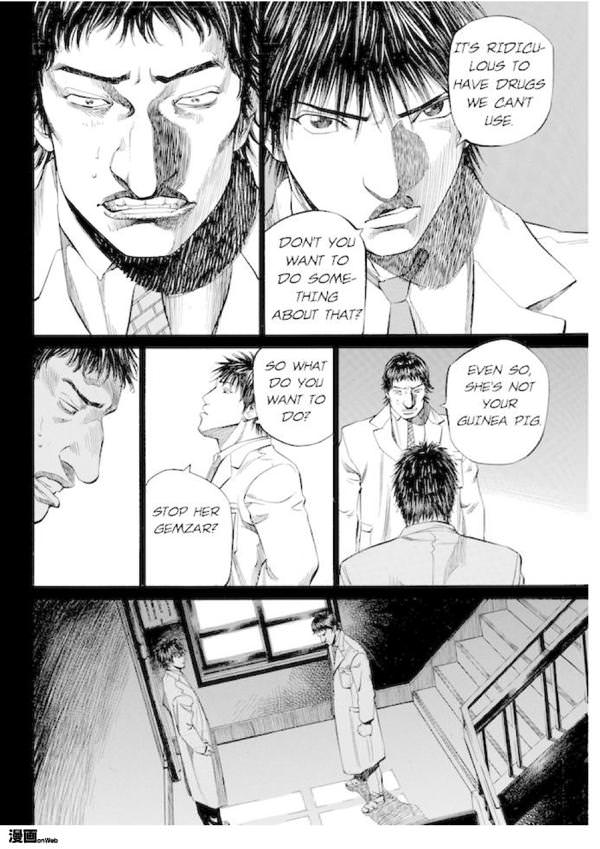 IT'S RIDICU-
LOUS TO
HAVE DRUGS
WE CAN'T
USE.
DON'T YOU
WANT TO
DO SOME-
THING
ABOUT THAT?
EVEN SO,
SHE'S NOT
YOUR
GUINEA PIG.
SO WHAT
DO YOU
WANT TO
DO?
STOP HER
GEMZAR?
漫画onWeb